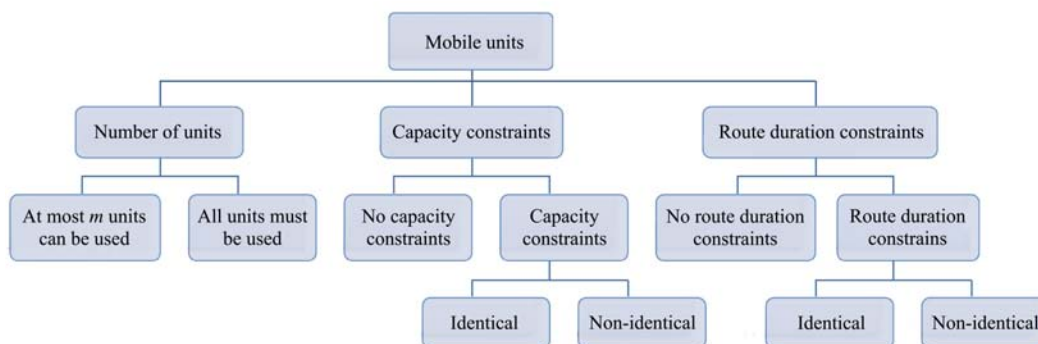 Mobile units
Number of units
Capacity constraints
Route duration constraints
At most m units
can be used
All units must
be used
No capacity
constraints
Capacity
constraints
No route duration
constraints
Route duration
constrains
Identical
Non-identical
Identical
Non-identical